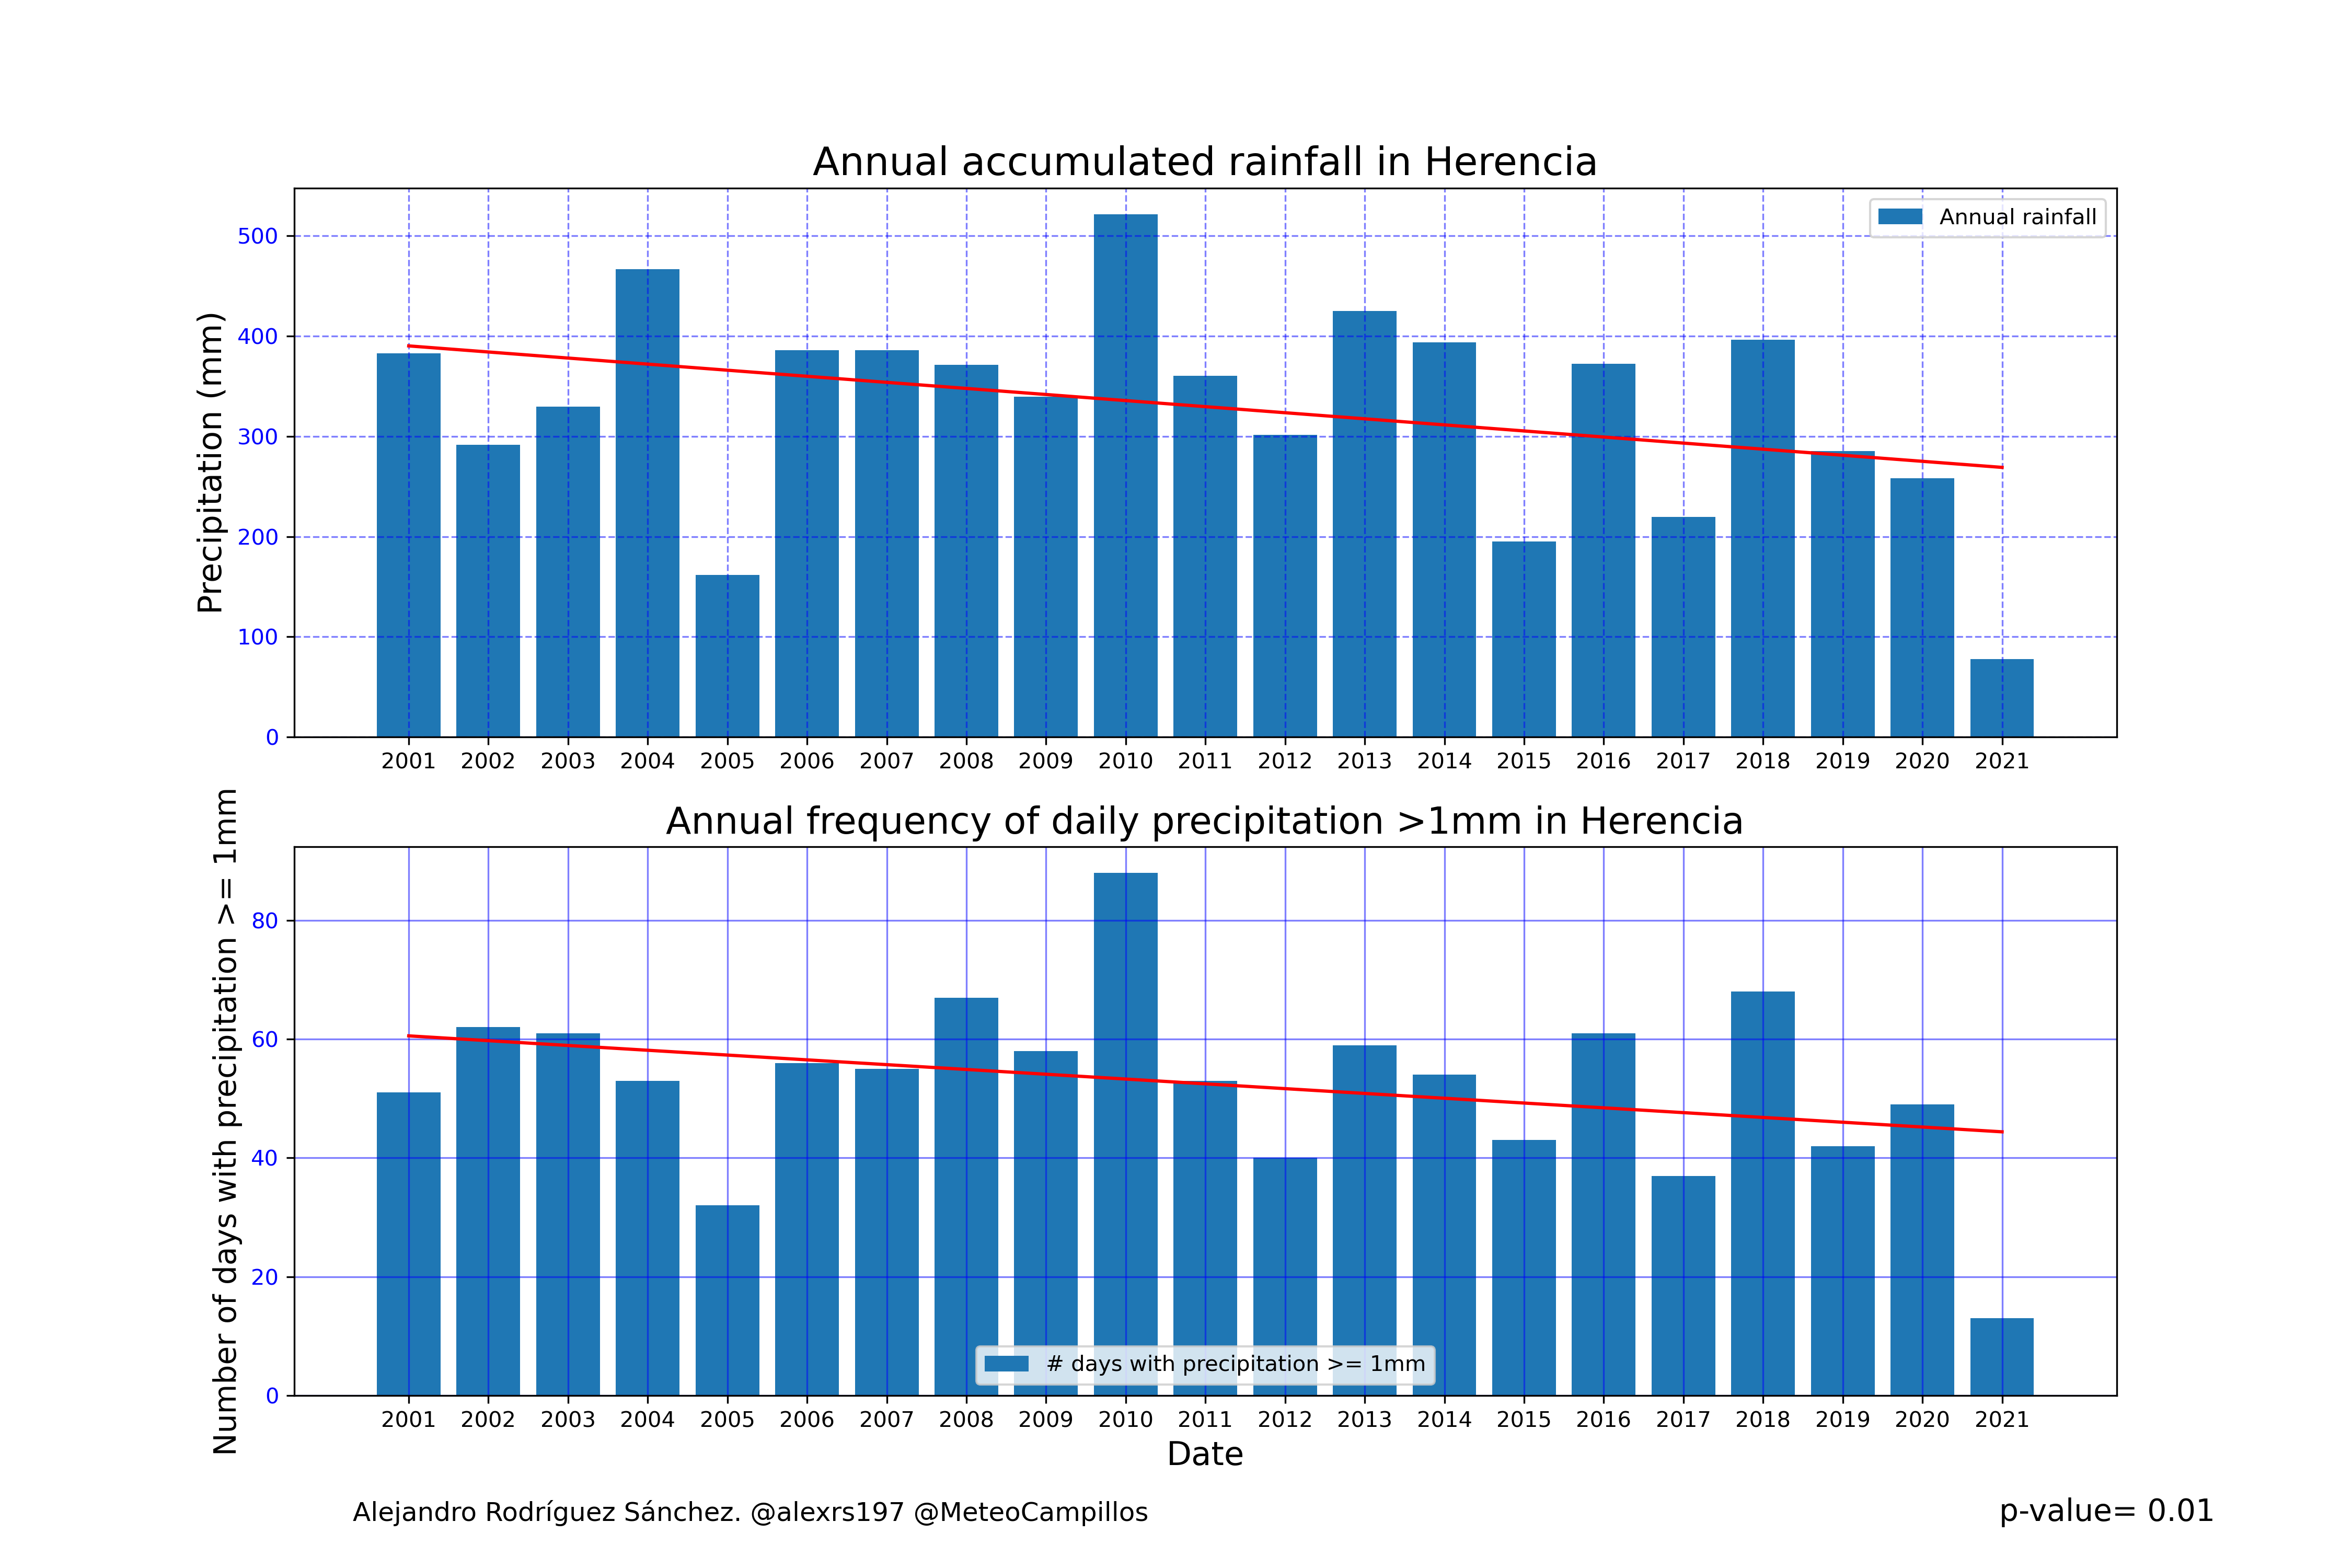 Annual accumulated rainfall in Herencia
Precipitation (mm)
500
400
300
200
100
0
Annual rainfall
2001 2002 2003 2004 2005 2006 2007 2008 2009 2010 2011 2012 2013 2014 2015 2016 2017 2018 2019 2020 2021
Annual frequency of daily precipitation >1mm in Herencia
Number of days with precipitation >= 1mm
80
60
40
20
0
# days with precipitation >= 1mm
2001 2002 2003 2004 2005 2006 2007 2008 2009 2010 2011 2012 2013 2014 2015 2016 2017 2018 2019 2020 2021
Date
Alejandro Rodríguez Sánchez. @alexrs197 @MeteoCampillos
p-value= 0.01